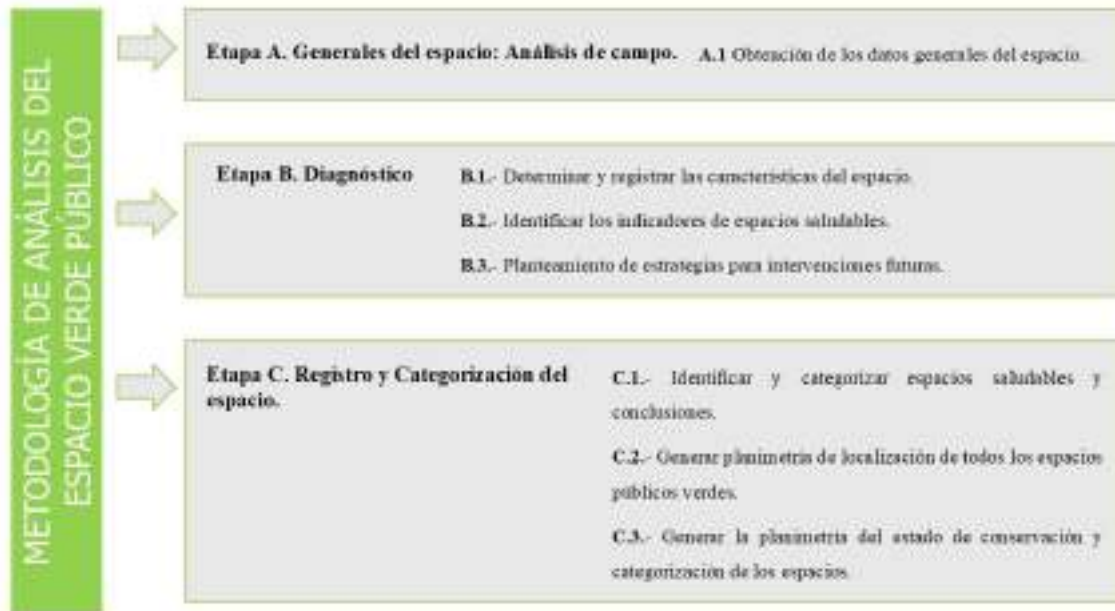 METODOLOGÍA DE ANÁLISIS DEL
ESPACIO VERDE PÚBLICO
Etapa A. Generales del espacio: Análisis de campo. A.1 Obtención de los datos generales del espacio.
Etapa B. Diagnóstico
B.1.- Determinar y registrar las características del espacio.
B.2.- Identificar los indicadores de espacios saludables.
B.3.- Planteamiento de estrategias para intervenciones futuras.
Etapa C. Registro y Categorización del
espacio.
C.1.- Identificar y categorizar espacios saludables y
conclusiones.
C.2.- Generar planimetría de localización de todos los espacios
públicos verdes.
C.3.- Generar la planimetría del estado de conservación y
categorización de los espacios.